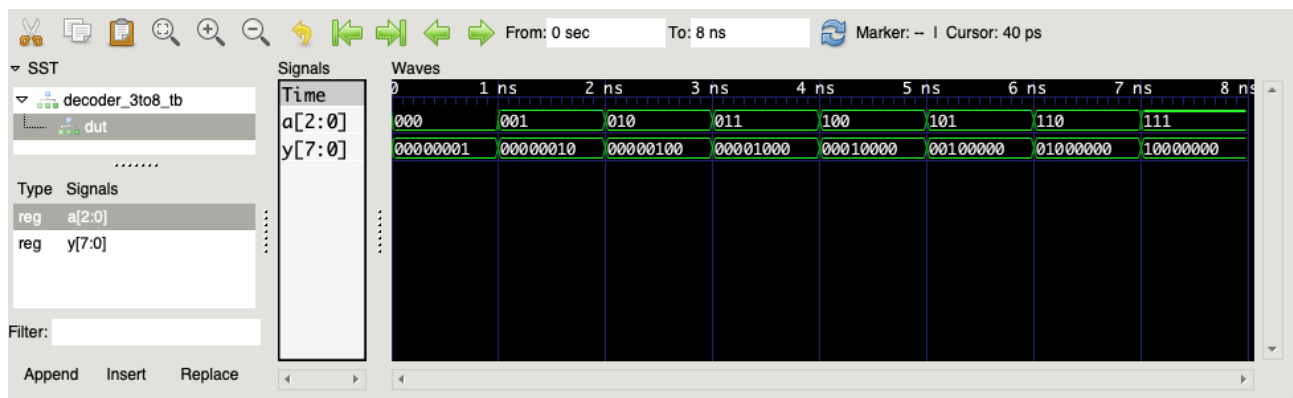 From: 0 sec To: 8 ns Marker: -- | Cursor: 40 ps
SST
decoder_3to8_tb
dut
Type Signals
reg a[2:0]
reg y[7:0]
Filter:
Append Insert Replace
Signals
Time
a[2:0]
y[7:0]
Waves
0 1 ns 2 ns 3 ns 4 ns 5 ns 6 ns 7 ns 8 ns
000 001 010 011 100 101 110 111
00000001 00000010 00000100 00001000 00010000 00100000 01000000 10000000